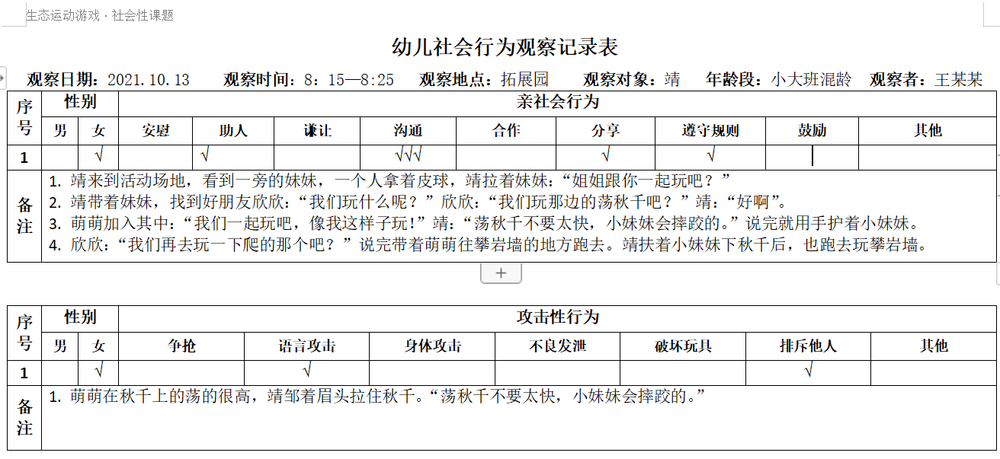 生态运动游戏·社会性课题
幼儿社会行为观察记录表
观察日期：2021.10.13 观察时间：8：15—8:25 观察地点：拓展园 观察对象：靖 年龄段：小大班混龄 观察者：王某某
序号 性别 亲社会行为
男 女 安慰 助人 谦让 沟通 合作 分享 遵守规则 鼓励 其他
1 √ √ √√√ √ √
备注
1. 靖来到活动场地，看到一旁的妹妹，一个人拿着皮球，靖拉着妹妹：“姐姐跟你一起玩吧？”
2. 靖带着妹妹，找到好朋友欣欣：“我们玩什么呢？”欣欣：“我们玩那边的荡秋千吧？”靖：“好啊”。
3. 萌萌加入其中：“我们一起玩吧，像我这样子玩！”靖：“荡秋千不要太快，小妹妹会摔跤的。”说完就用手护着小妹妹。
4. 欣欣：“我们再去玩一下爬的那个吧？”说完带着萌萌往攀岩墙的地方跑去。靖扶着小妹妹下秋千后，也跑去玩攀岩墙。
序号 性别 攻击性行为
男 女 争抢 语言攻击 身体攻击 不良发泄 破坏玩具 排斥他人 其他
1 √ √ √
备注
1. 萌萌在秋千上的荡的很高，靖邹着眉头拉住秋千。“荡秋千不要太快，小妹妹会摔跤的。”